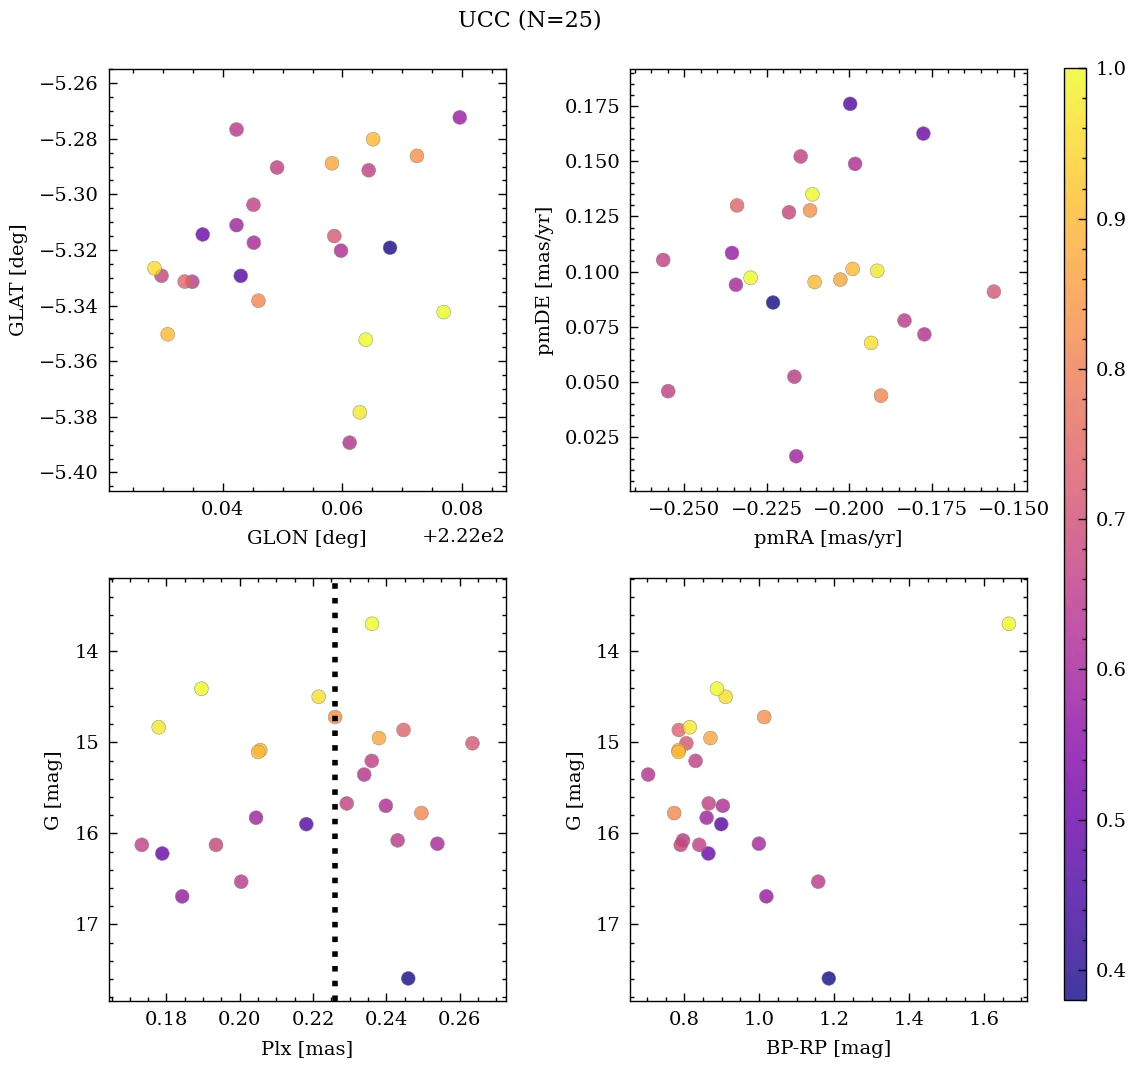 UCC (N=25)
−5.26
−5.28
−5.30
−5.32
−5.34
−5.36
−5.38
−5.40
GLAT [deg]
0.04 0.06 0.08
GLON [deg] +2.22e2
0.175
0.150
0.125
0.100
0.075
0.050
0.025
pmDE [mas/yr]
−0.250 −0.225 −0.200 −0.175 −0.150
pmRA [mas/yr]
14
15
16
17
G [mag]
0.18 0.20 0.22 0.24 0.26
Plx [mas]
14
15
16
17
G [mag]
0.8 1.0 1.2 1.4 1.6
BP-RP [mag]
1.0
0.9
0.8
0.7
0.6
0.5
0.4